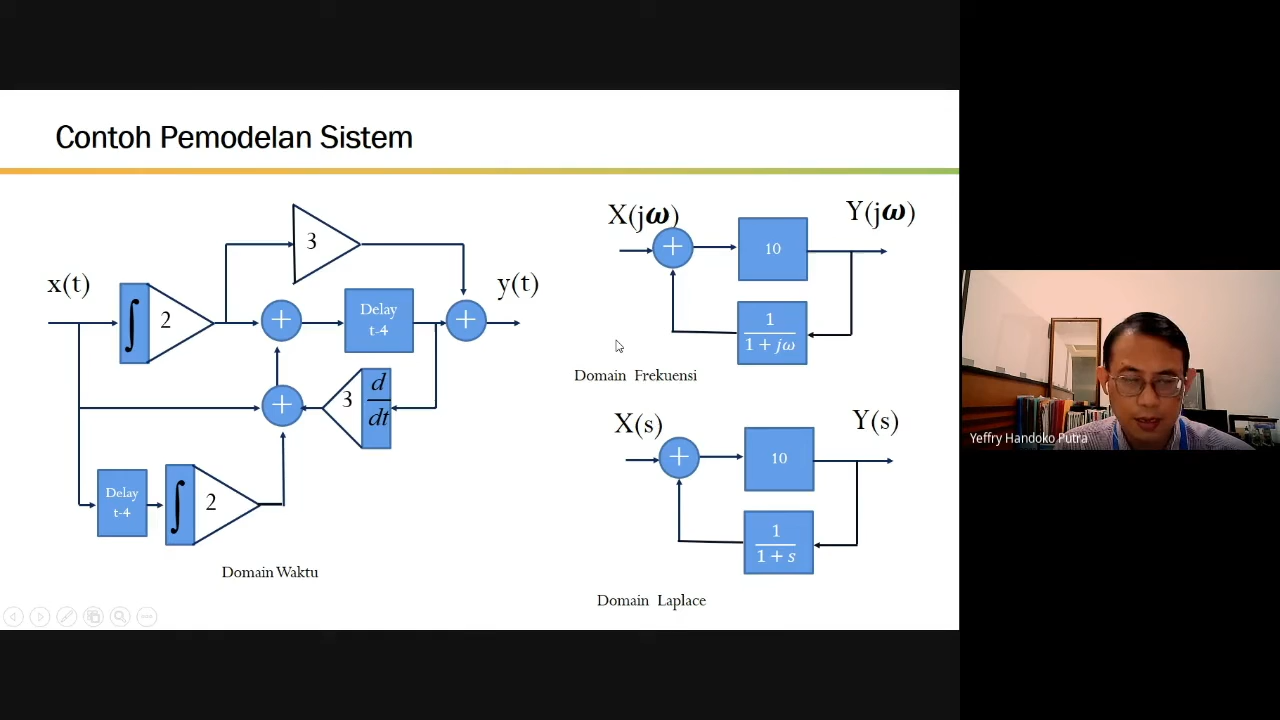 Contoh Pemodelan Sistem
x(t)
∫ 2
3
+
Delay
t-4
+
y(t)
+
3 d/dt
Delay
t-4
∫ 2
Domain Waktu
X(jω)
+
10
Y(jω)
1
1 + jω
Domain Frekuensi
X(s)
+
10
Y(s)
1
1 + s
Domain Laplace
Yeffry Handoko Putra